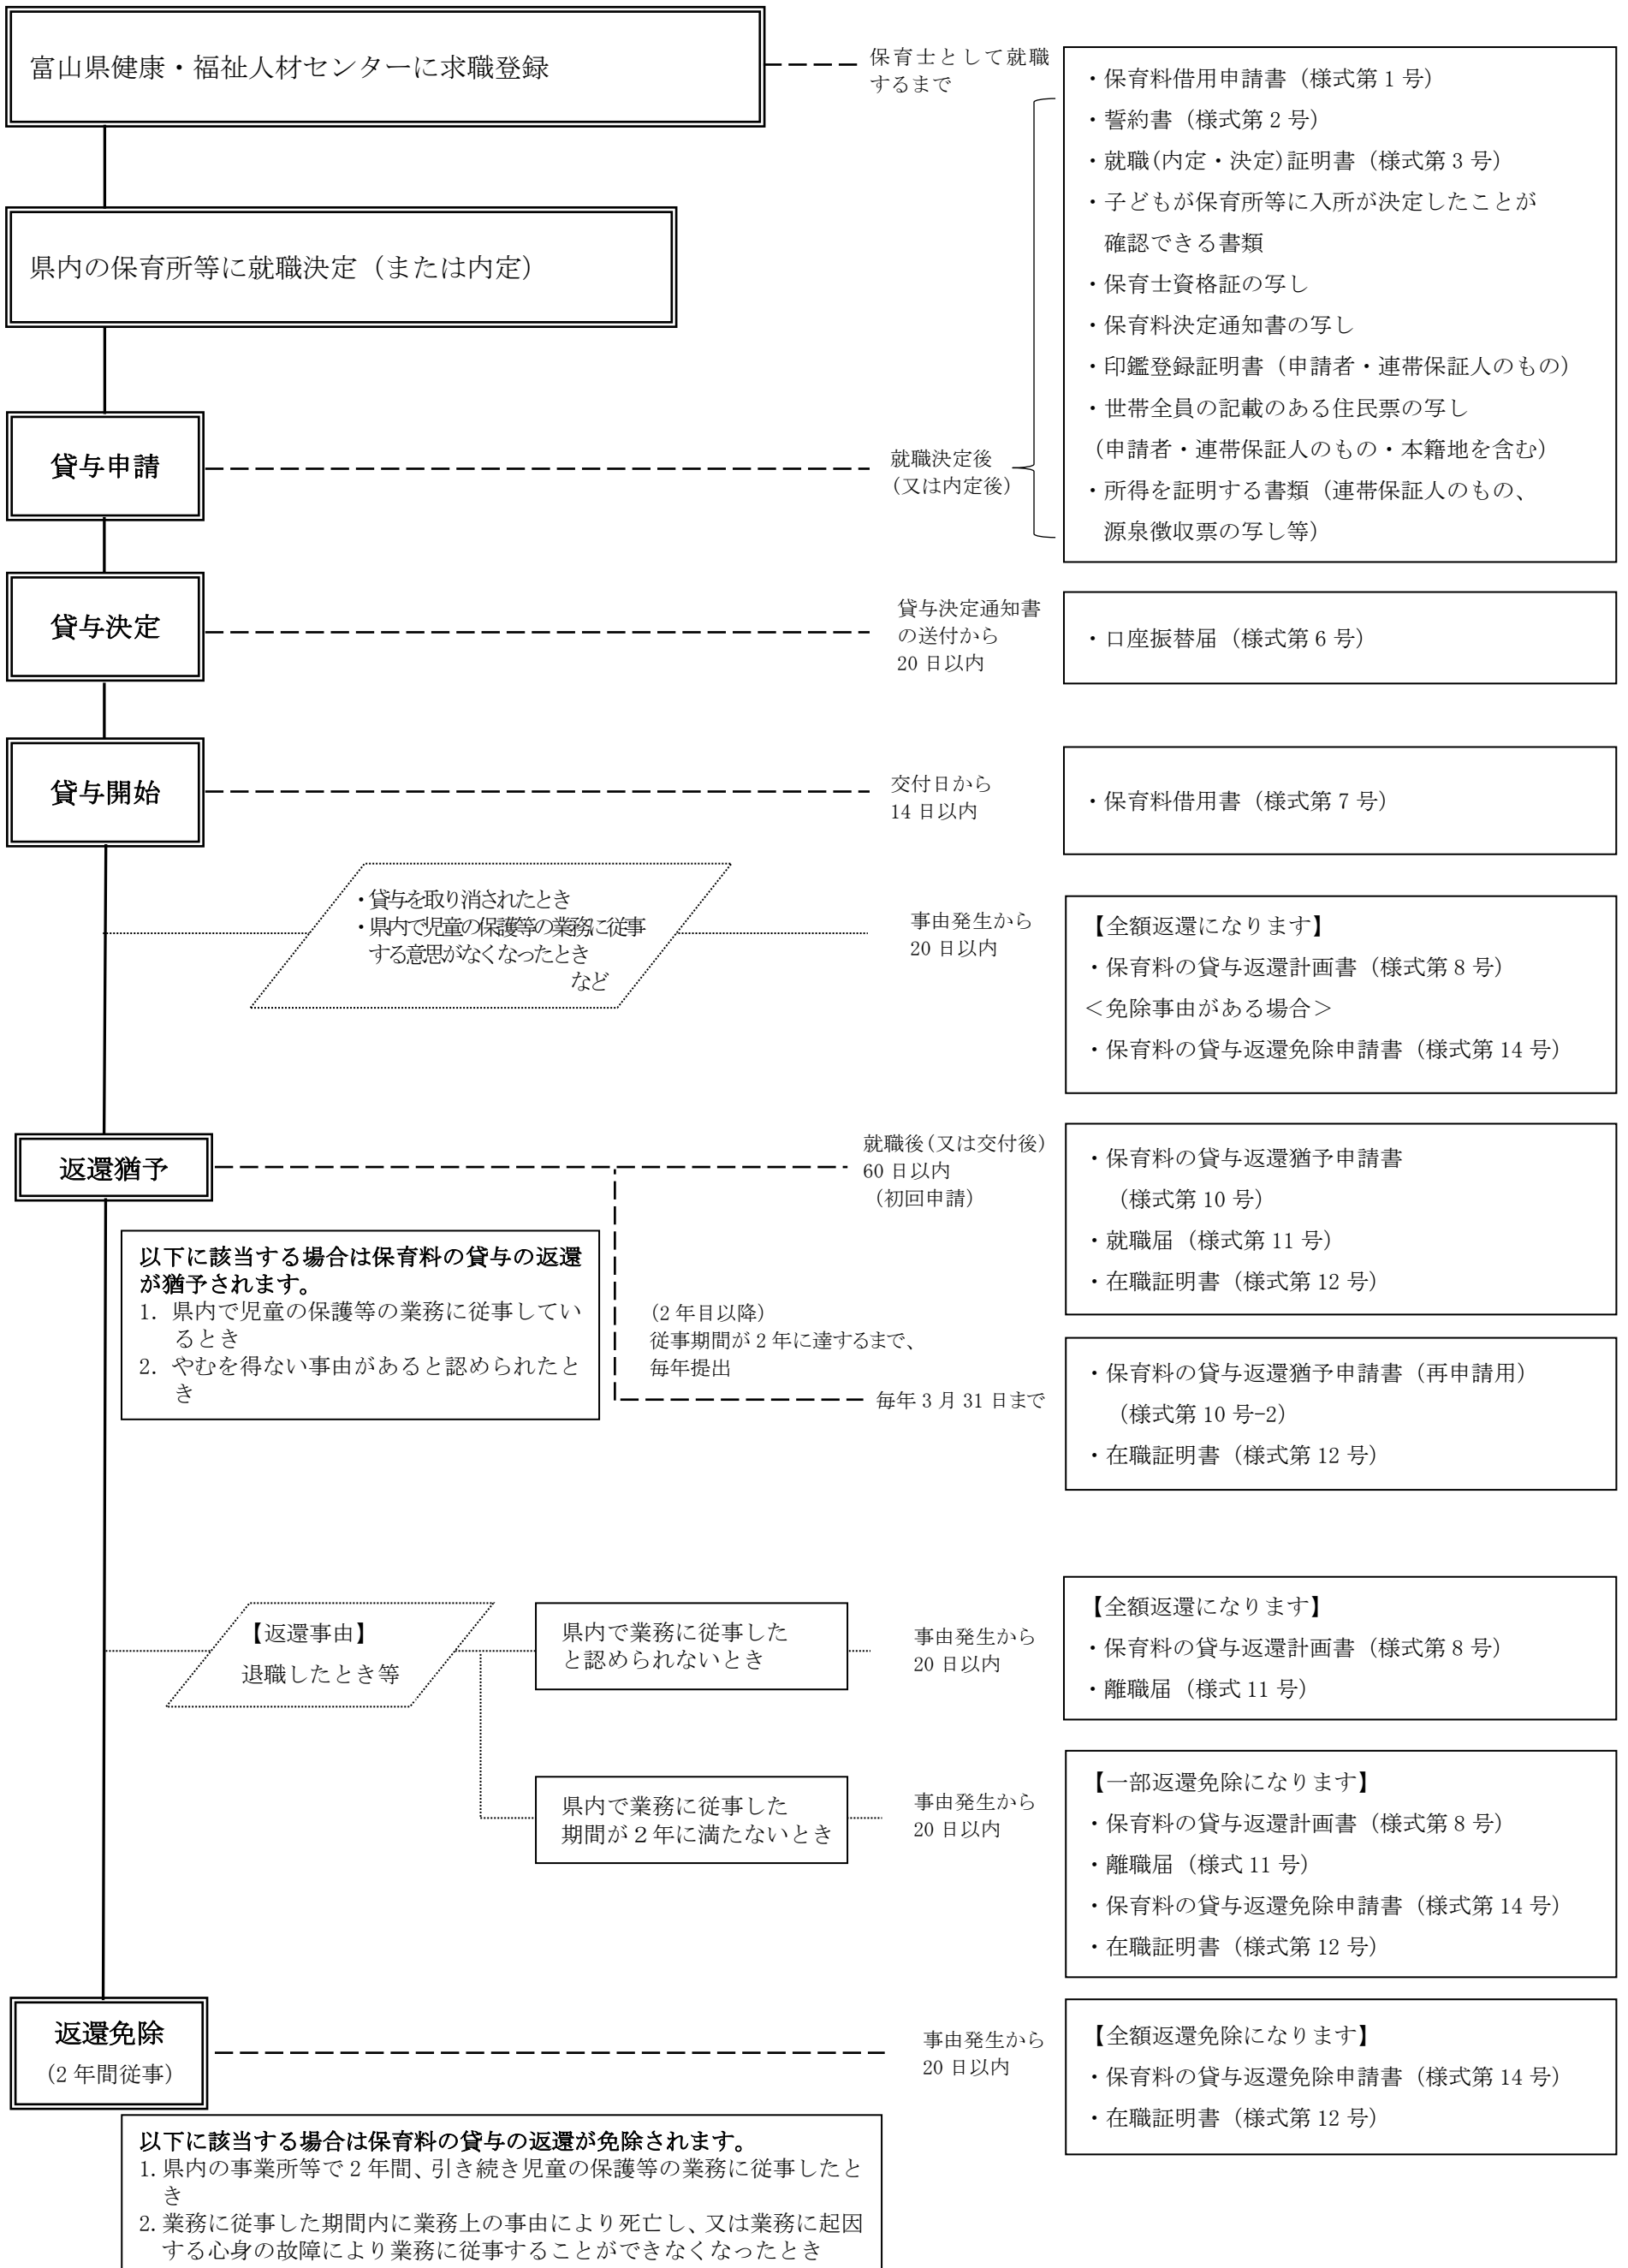 富山県健康・福祉人材センターに求職登録
保育士として就職
するまで
県内の保育所等に就職決定（または内定）
・保育料借用申請書（様式第 1 号）
・誓約書（様式第 2 号）
・就職(内定・決定)証明書（様式第 3 号）
・子どもが保育所等に入所が決定したことが
確認できる書類
・保育士資格証の写し
・保育料決定通知書の写し
・印鑑登録証明書（申請者・連帯保証人のもの）
・世帯全員の記載のある住民票の写し
（申請者・連帯保証人のもの・本籍地を含む）
・所得を証明する書類（連帯保証人のもの、
源泉徴収票の写し等）
貸与申請
就職決定後
（又は内定後）
貸与決定
貸与決定通知書
の送付から
20 日以内
・口座振替届（様式第 6 号）
貸与開始
交付日から
14 日以内
・保育料借用書（様式第 7 号）
・貸与を取り消されたとき
・県内で児童の保護等の業務に従事
する意思がなくなったとき
など
事由発生から
20 日以内
【全額返還になります】
・保育料の貸与返還計画書（様式第 8 号）
＜免除事由がある場合＞
・保育料の貸与返還免除申請書（様式第 14 号）
返還猶予
就職後（又は交付後）
60 日以内
（初回申請）
・保育料の貸与返還猶予申請書
（様式第 10 号）
・就職届（様式第 11 号）
・在職証明書（様式第 12 号）
以下に該当する場合は保育料の貸与の返還
が猶予されます。
1. 県内で児童の保護等の業務に従事してい
るとき
2. やむを得ない事由があると認められたと
き
（2 年目以降）
従事期間が 2 年に達するまで、
毎年提出
毎年 3 月 31 日まで
・保育料の貸与返還猶予申請書（再申請用）
（様式第 10 号-2）
・在職証明書（様式第 12 号）
【返還事由】
退職したとき等
県内で業務に従事した
と認められないとき
事由発生から
20 日以内
【全額返還になります】
・保育料の貸与返還計画書（様式第 8 号）
・離職届（様式 11 号）
県内で業務に従事した
期間が２年に満たないとき
事由発生から
20 日以内
【一部返還免除になります】
・保育料の貸与返還計画書（様式第 8 号）
・離職届（様式 11 号）
・保育料の貸与返還免除申請書（様式第 14 号）
・在職証明書（様式第 12 号）
返還免除
（2 年間従事）
事由発生から
20 日以内
【全額返還免除になります】
・保育料の貸与返還免除申請書（様式第 14 号）
・在職証明書（様式第 12 号）
以下に該当する場合は保育料の貸与の返還が免除されます。
1. 県内の事業所等で 2 年間、引き続き児童の保護等の業務に従事したと
き
2. 業務に従事した期間内に業務上の事由により死亡し、又は業務に起因
する心身の故障により業務に従事することができなくなったとき